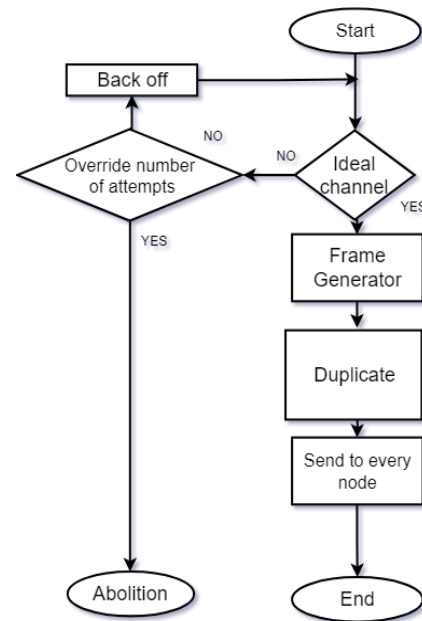 Start
Back off
NO
Override number
of attempts
NO
Ideal
channel
YES
YES
Frame
Generator
Duplicate
Send to every
node
Abolition
End